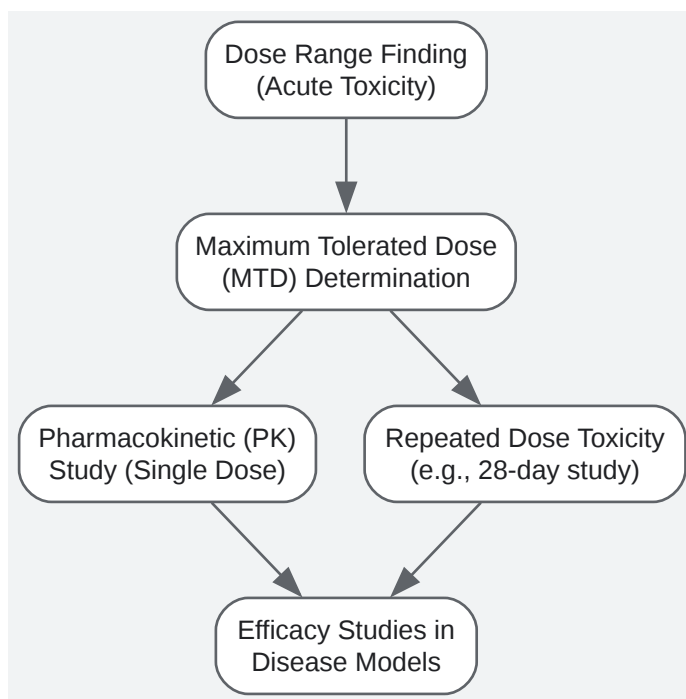 Dose Range Finding
(Acute Toxicity)
Maximum Tolerated Dose
(MTD) Determination
Pharmacokinetic (PK)
Study (Single Dose)
Repeated Dose Toxicity
(e.g., 28-day study)
Efficacy Studies in
Disease Models